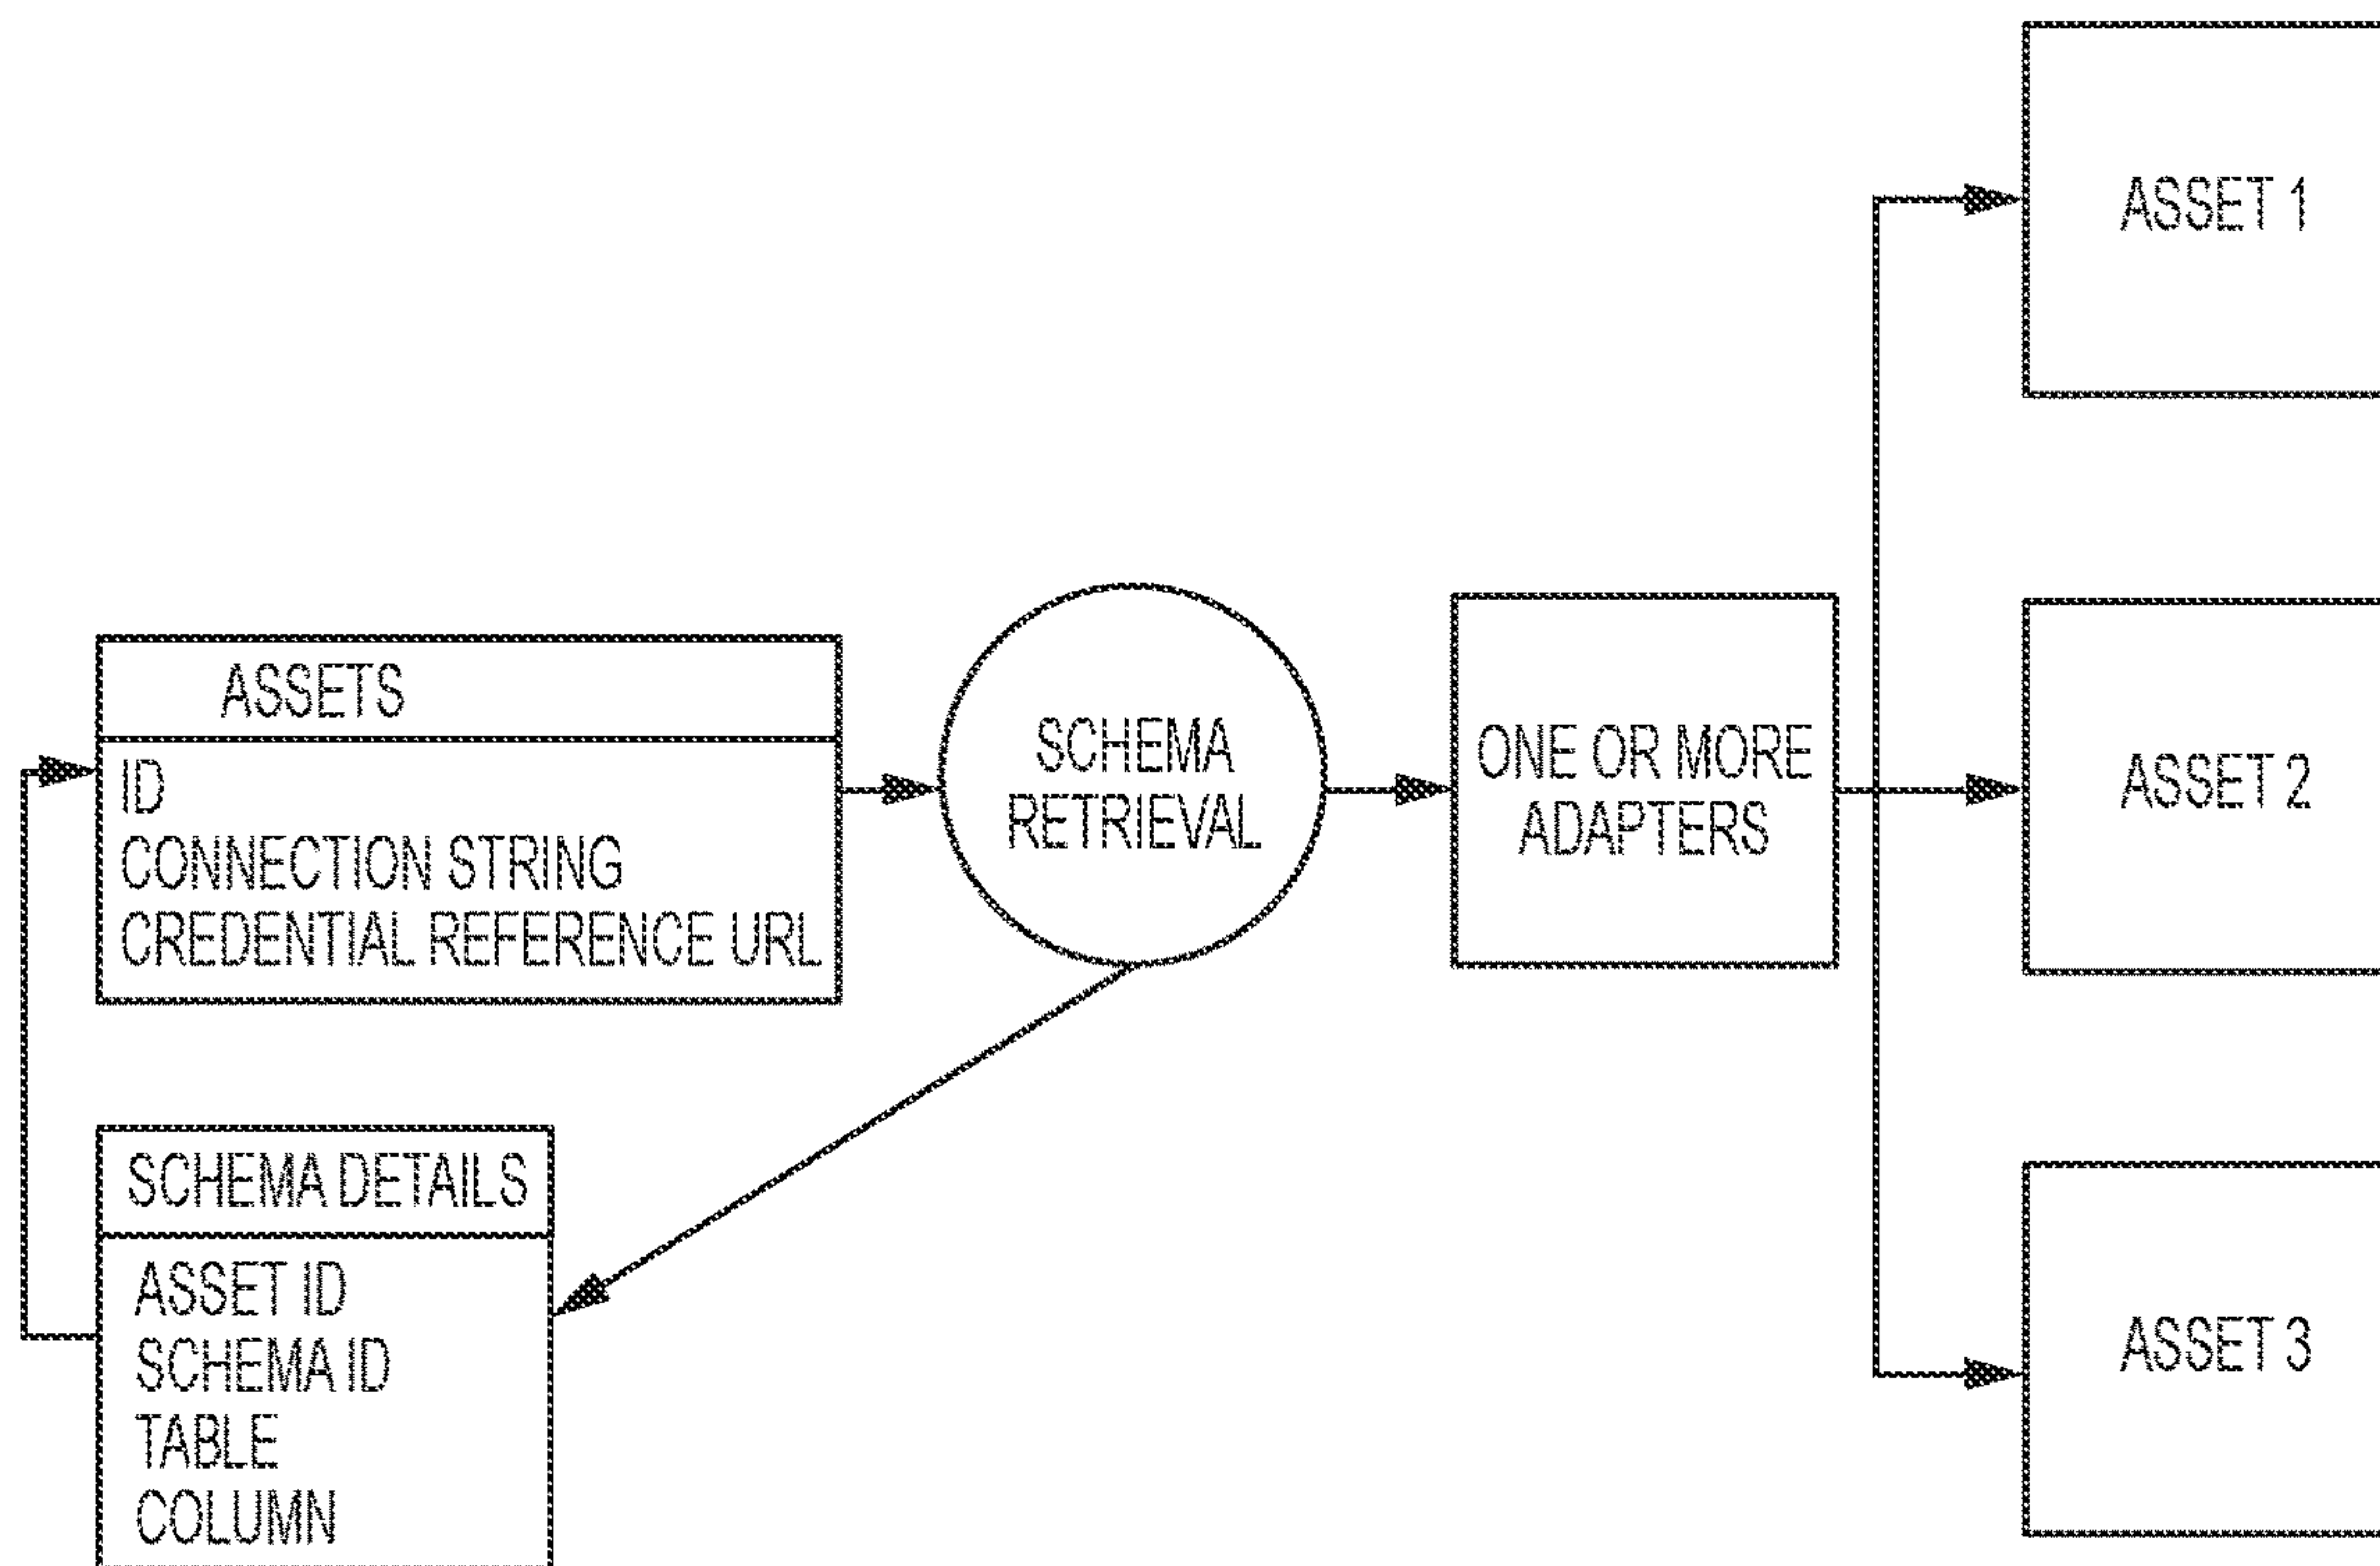 ASSETS
ID
CONNECTION STRING
CREDENTIAL REFERENCE URL
SCHEMA DETAILS
ASSET ID
SCHEMA ID
TABLE
COLUMN
SCHEMA
RETRIEVAL
ONE OR MORE
ADAPTERS
ASSET 1
ASSET 2
ASSET 3